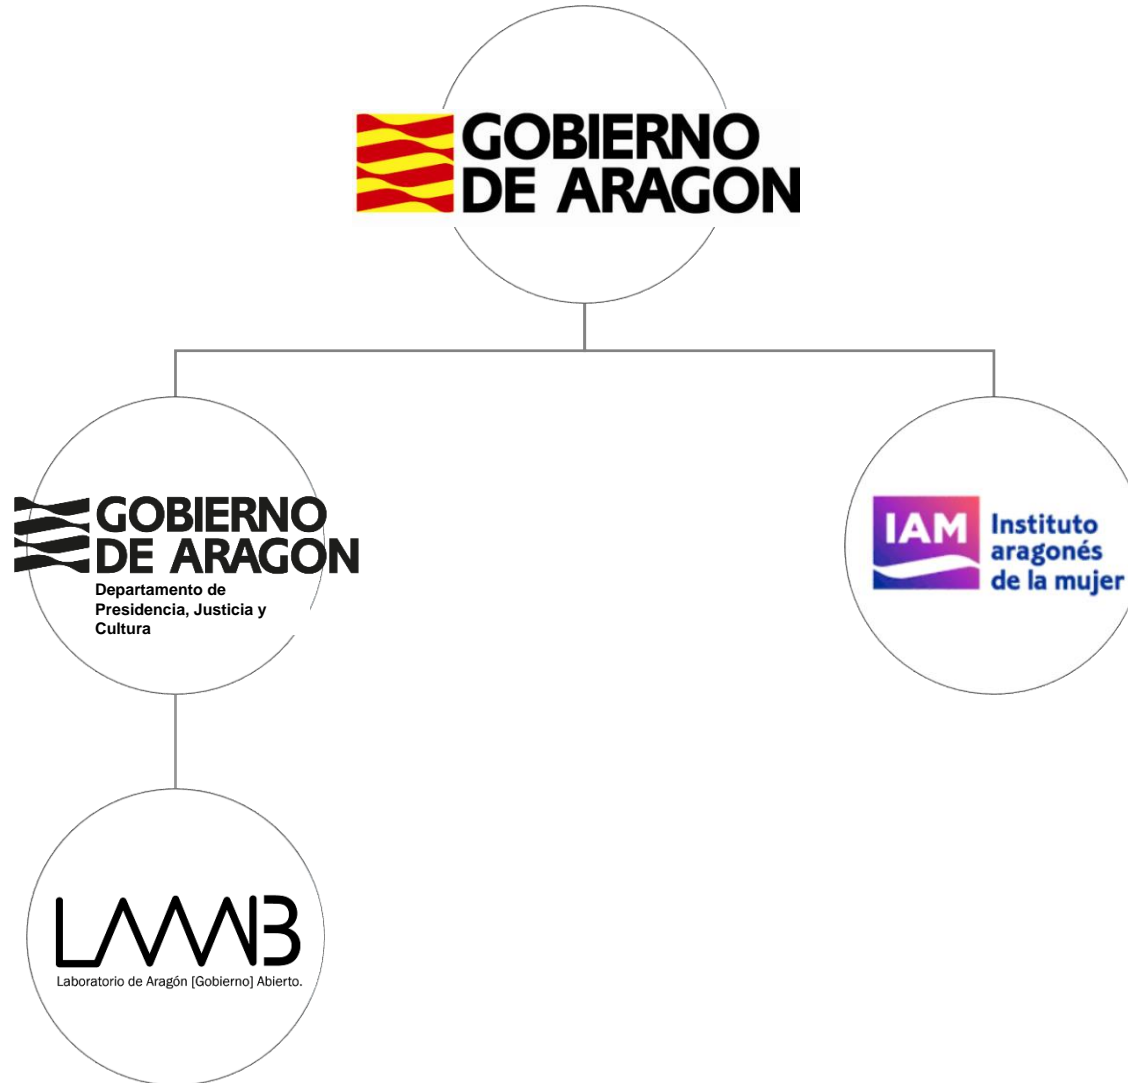 GOBIERNO
DE ARAGON
GOBIERNO
DE ARAGON
Departamento de
Presidencia, Justicia y
Cultura
IAM
Instituto
aragonés
de la mujer
LAAAB
Laboratorio de Aragón [Gobierno] Abierto.